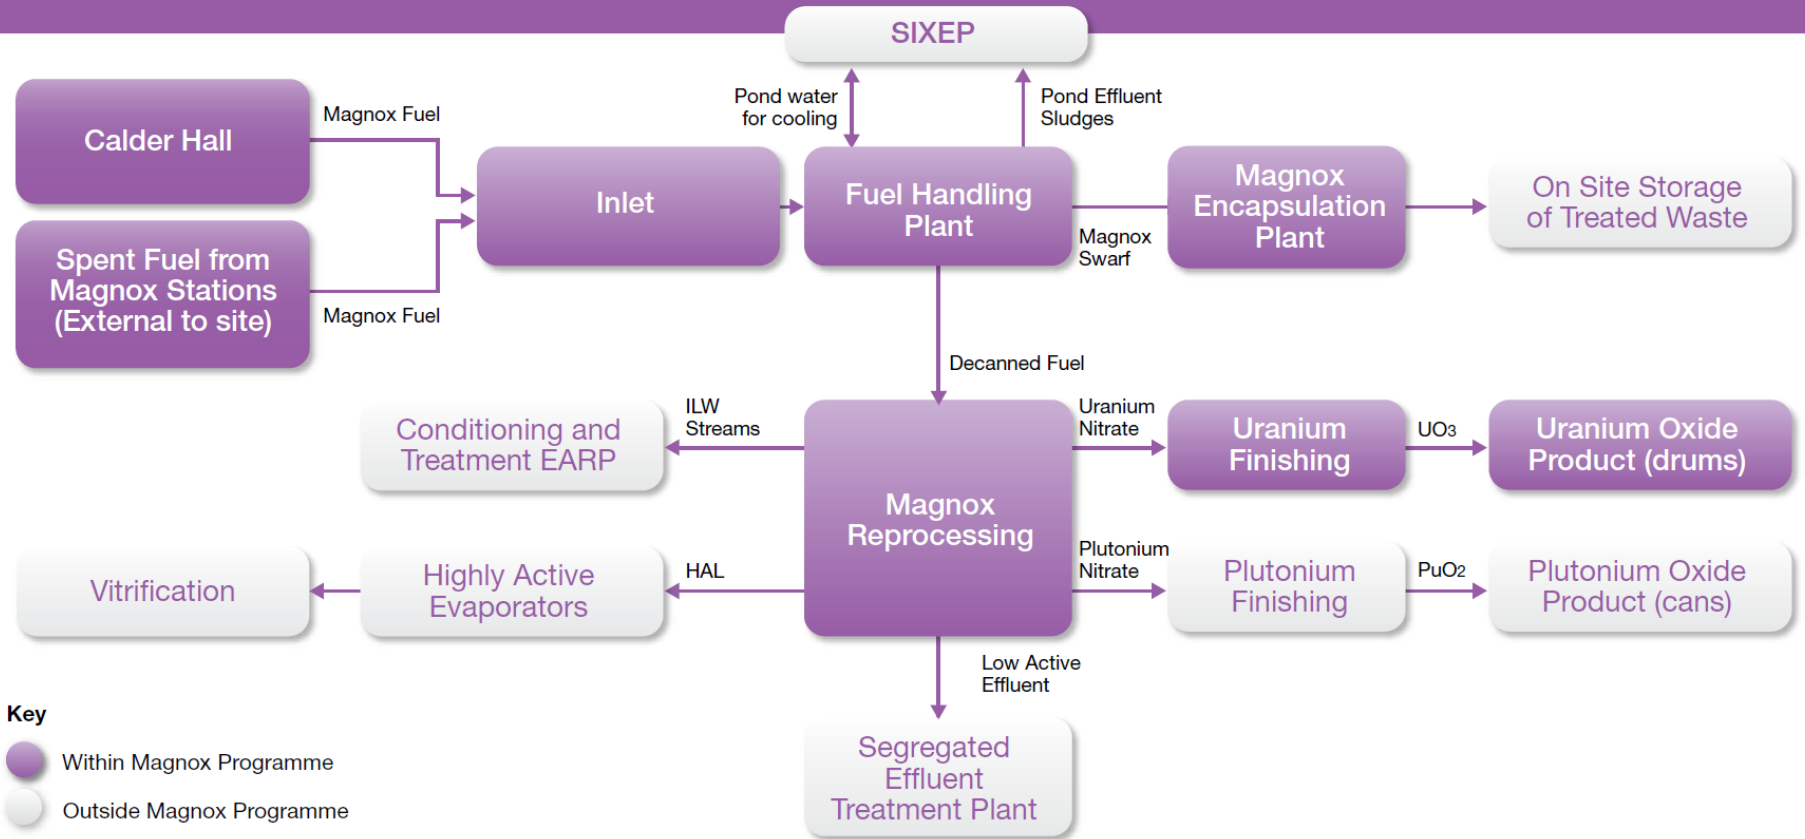 SIXEP
Pond water
for cooling
Pond Effluent
Sludges
Calder Hall
Magnox Fuel
Spent Fuel from
Magnox Stations
(External to site)
Magnox Fuel
Inlet
Fuel Handling
Plant
Magnox
Swarf
Magnox
Encapsulation
Plant
On Site Storage
of Treated Waste
Decanned Fuel
Conditioning and
Treatment EARP
ILW
Streams
Magnox
Reprocessing
Uranium
Nitrate
Uranium
Finishing
UO3
Uranium Oxide
Product (drums)
Vitrification
Highly Active
Evaporators
HAL
Plutonium
Nitrate
Plutonium
Finishing
PuO2
Plutonium Oxide
Product (cans)
Low Active
Effluent
Segregated
Effluent
Treatment Plant
Key
Within Magnox Programme
Outside Magnox Programme